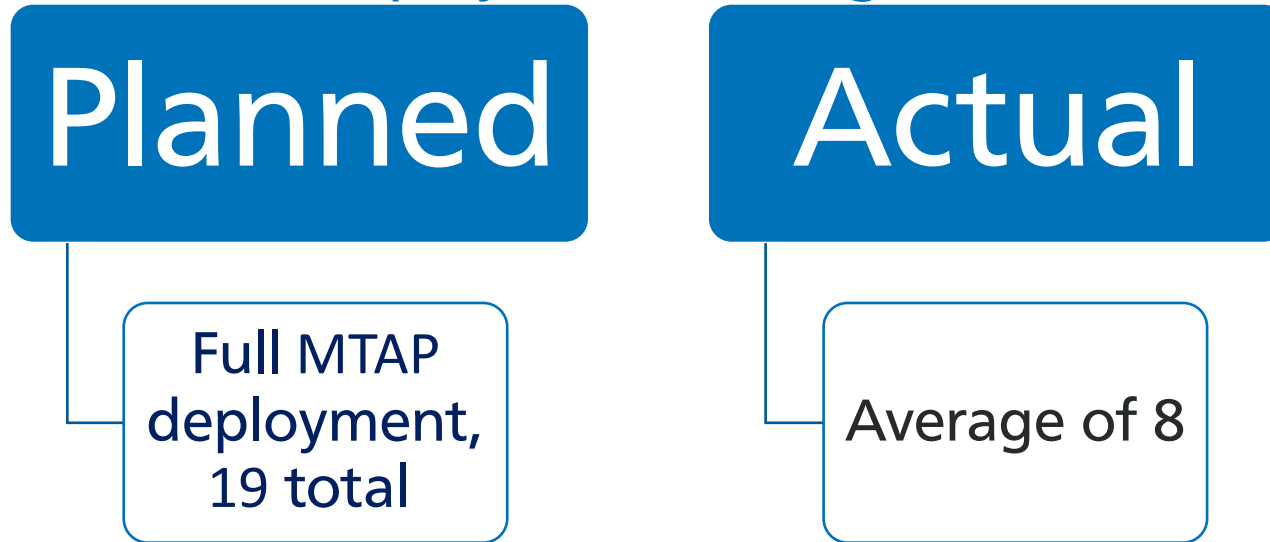 Planned
Actual
Full MTAP
deployment,
19 total
Average of 8